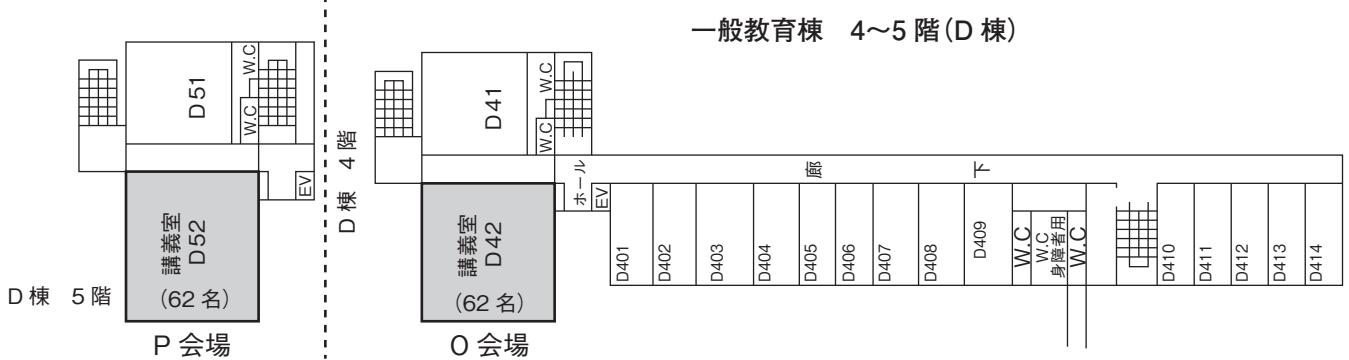 一般教育棟　4～5 階（D 棟）
D51
W.C
W.C
EV
講義室
D52
（62 名）
D 棟　5 階
P 会場
D 棟　4 階
D41
W.C
W.C
ホール
EV
廊　下
講義室
D42
（62 名）
O 会場
D401
D402
D403
D404
D405
D406
D407
D408
D409
W.C
W.C
身障者用
W.C
D410
D411
D412
D413
D414